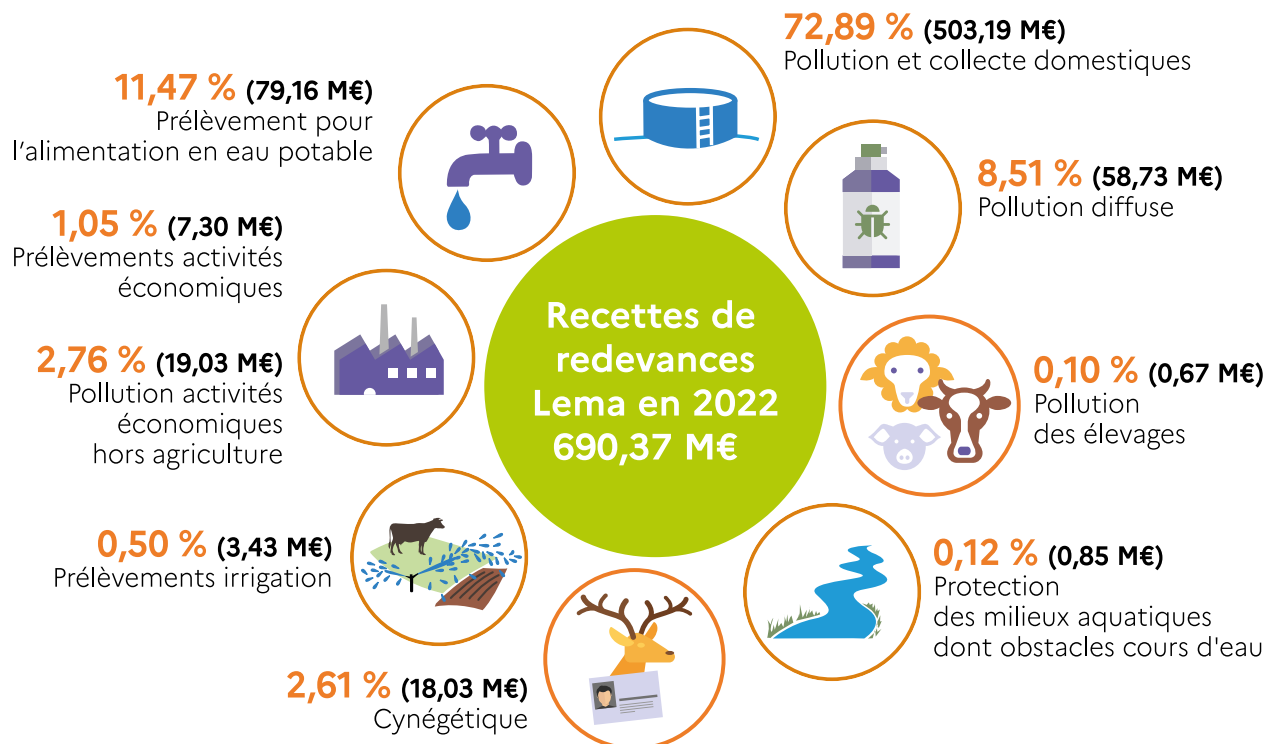 72,89 % (503,19 M€)
Pollution et collecte domestiques
11,47 % (79,16 M€)
Prélèvement pour
l'alimentation en eau potable
8,51 % (58,73 M€)
Pollution diffuse
1,05 % (7,30 M€)
Prélèvements activités
économiques
Recettes de
redevances
Lema en 2022
690,37 M€
2,76 % (19,03 M€)
Pollution activités
économiques
hors agriculture
0,10 % (0,67 M€)
Pollution
des élevages
0,50 % (3,43 M€)
Prélèvements irrigation
0,12 % (0,85 M€)
Protection
des milieux aquatiques
dont obstacles cours d'eau
2,61 % (18,03 M€)
Cynégétique